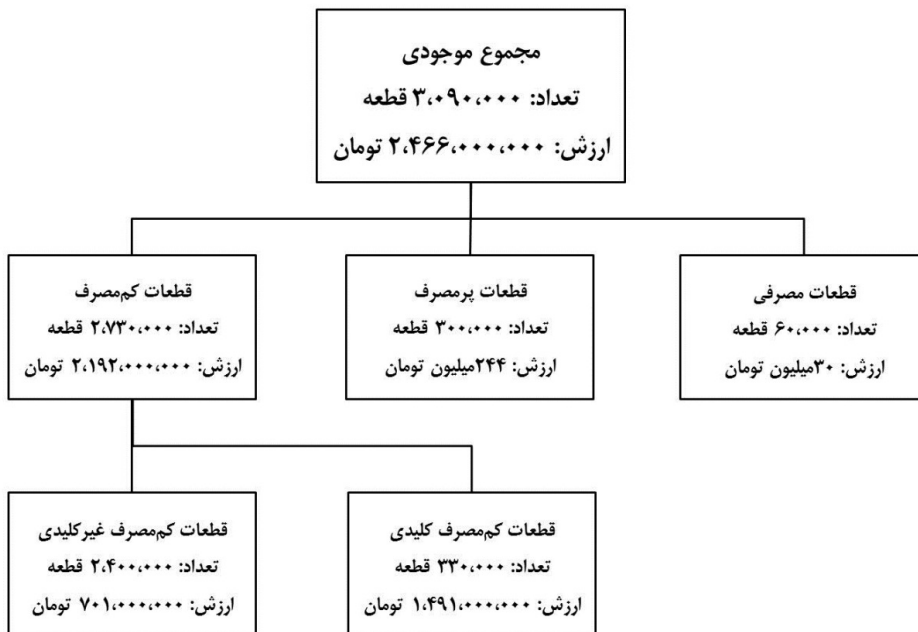 مجموع موجودی
تعداد: ۳،۰۹۰،۰۰۰ قطعه
ارزش: ۲،۴۶۶،۰۰۰،۰۰۰ تومان
قطعات مصرفی
تعداد: ۶۰،۰۰۰ قطعه
ارزش: ۳۰میلیون تومان
قطعات پرمصرف
تعداد: ۳۰۰،۰۰۰ قطعه
ارزش: ۲۴۴میلیون تومان
قطعات کم‌مصرف
تعداد: ۲،۷۳۰،۰۰۰ قطعه
ارزش: ۲،۱۹۲،۰۰۰،۰۰۰ تومان
قطعات کم‌مصرف کلیدی
تعداد: ۳۳۰،۰۰۰ قطعه
ارزش: ۱،۴۹۱،۰۰۰،۰۰۰ تومان
قطعات کم‌مصرف غیرکلیدی
تعداد: ۲،۴۰۰،۰۰۰ قطعه
ارزش: ۷۰۱،۰۰۰،۰۰۰ تومان